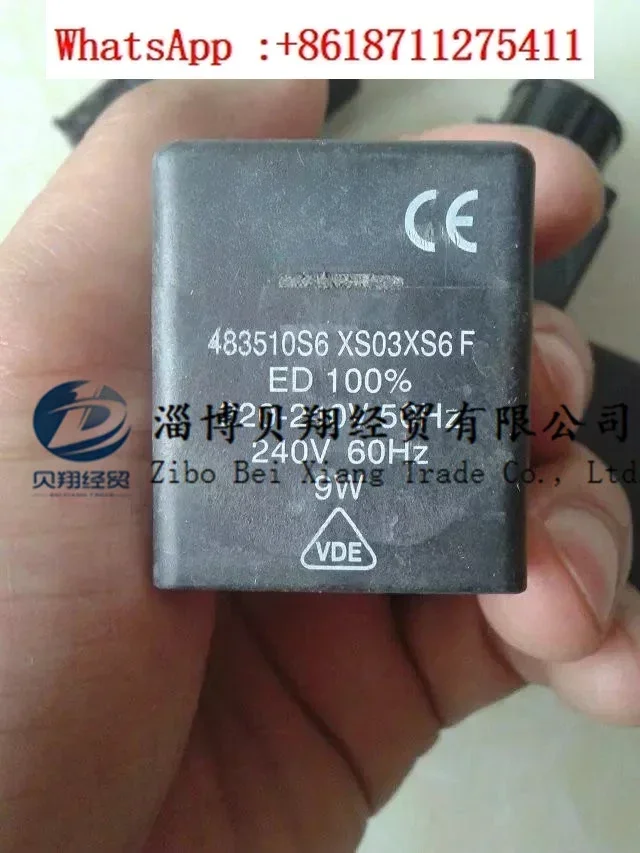 WhatsApp :+8618711275411
CE
483510S6 XS03XS6 F
ED 100%
淄博贝翔经贸有限公司
240V 60Hz
Zibo Bei Xiang Trade Co., Ltd
贝翔经贸
9W
VDE